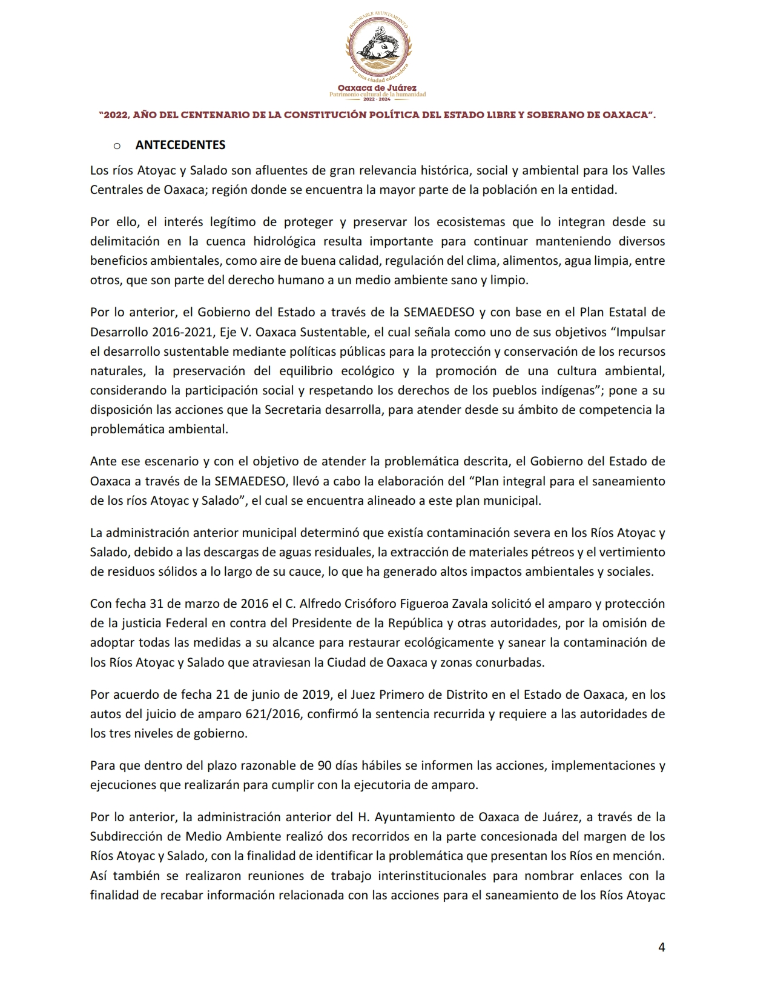 HONORABLE AYUNTAMIENTO
Por una ciudad educadora
Oaxaca de Juárez
Patrimonio cultural de la humanidad
2022 - 2024
“2022, AÑO DEL CENTENARIO DE LA CONSTITUCIÓN POLÍTICA DEL ESTADO LIBRE Y SOBERANO DE OAXACA”.
o ANTECEDENTES
Los ríos Atoyac y Salado son afluentes de gran relevancia histórica, social y ambiental para los Valles
Centrales de Oaxaca; región donde se encuentra la mayor parte de la población en la entidad.
Por ello, el interés legítimo de proteger y preservar los ecosistemas que lo integran desde su
delimitación en la cuenca hidrológica resulta importante para continuar manteniendo diversos
beneficios ambientales, como aire de buena calidad, regulación del clima, alimentos, agua limpia, entre
otros, que son parte del derecho humano a un medio ambiente sano y limpio.
Por lo anterior, el Gobierno del Estado a través de la SEMAEDESO y con base en el Plan Estatal de
Desarrollo 2016-2021, Eje V. Oaxaca Sustentable, el cual señala como uno de sus objetivos “Impulsar
el desarrollo sustentable mediante políticas públicas para la protección y conservación de los recursos
naturales, la preservación del equilibrio ecológico y la promoción de una cultura ambiental,
considerando la participación social y respetando los derechos de los pueblos indígenas”; pone a su
disposición las acciones que la Secretaria desarrolla, para atender desde su ámbito de competencia la
problemática ambiental.
Ante ese escenario y con el objetivo de atender la problemática descrita, el Gobierno del Estado de
Oaxaca a través de la SEMAEDESO, llevó a cabo la elaboración del “Plan integral para el saneamiento
de los ríos Atoyac y Salado”, el cual se encuentra alineado a este plan municipal.
La administración anterior municipal determinó que existía contaminación severa en los Ríos Atoyac y
Salado, debido a las descargas de aguas residuales, la extracción de materiales pétreos y el vertimiento
de residuos sólidos a lo largo de su cauce, lo que ha generado altos impactos ambientales y sociales.
Con fecha 31 de marzo de 2016 el C. Alfredo Crisóforo Figueroa Zavala solicitó el amparo y protección
de la justicia Federal en contra del Presidente de la República y otras autoridades, por la omisión de
adoptar todas las medidas a su alcance para restaurar ecológicamente y sanear la contaminación de
los Ríos Atoyac y Salado que atraviesan la Ciudad de Oaxaca y zonas conurbadas.
Por acuerdo de fecha 21 de junio de 2019, el Juez Primero de Distrito en el Estado de Oaxaca, en los
autos del juicio de amparo 621/2016, confirmó la sentencia recurrida y requiere a las autoridades de
los tres niveles de gobierno.
Para que dentro del plazo razonable de 90 días hábiles se informen las acciones, implementaciones y
ejecuciones que realizarán para cumplir con la ejecutoria de amparo.
Por lo anterior, la administración anterior del H. Ayuntamiento de Oaxaca de Juárez, a través de la
Subdirección de Medio Ambiente realizó dos recorridos en la parte concesionada del margen de los
Ríos Atoyac y Salado, con la finalidad de identificar la problemática que presentan los Ríos en mención.
Así también se realizaron reuniones de trabajo interinstitucionales para nombrar enlaces con la
finalidad de recabar información relacionada con las acciones para el saneamiento de los Ríos Atoyac
4